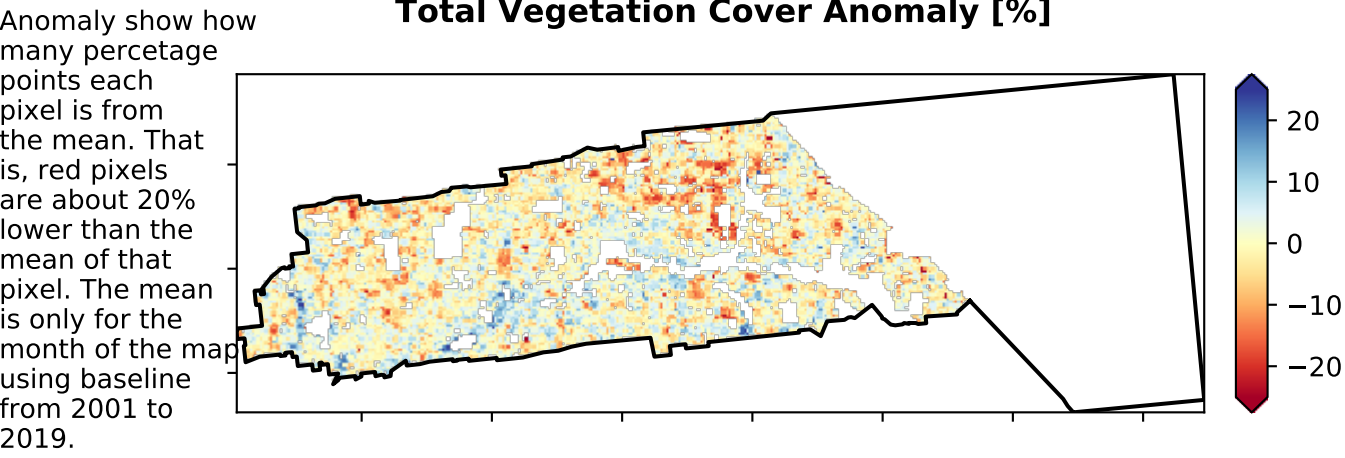 Total Vegetation Cover Anomaly [%]
Anomaly show how
many percetage
points each
pixel is from
the mean. That
is, red pixels
are about 20%
lower than the
mean of that
pixel. The mean
is only for the
month of the map
using baseline
from 2001 to
2019.
20
10
0
−10
−20